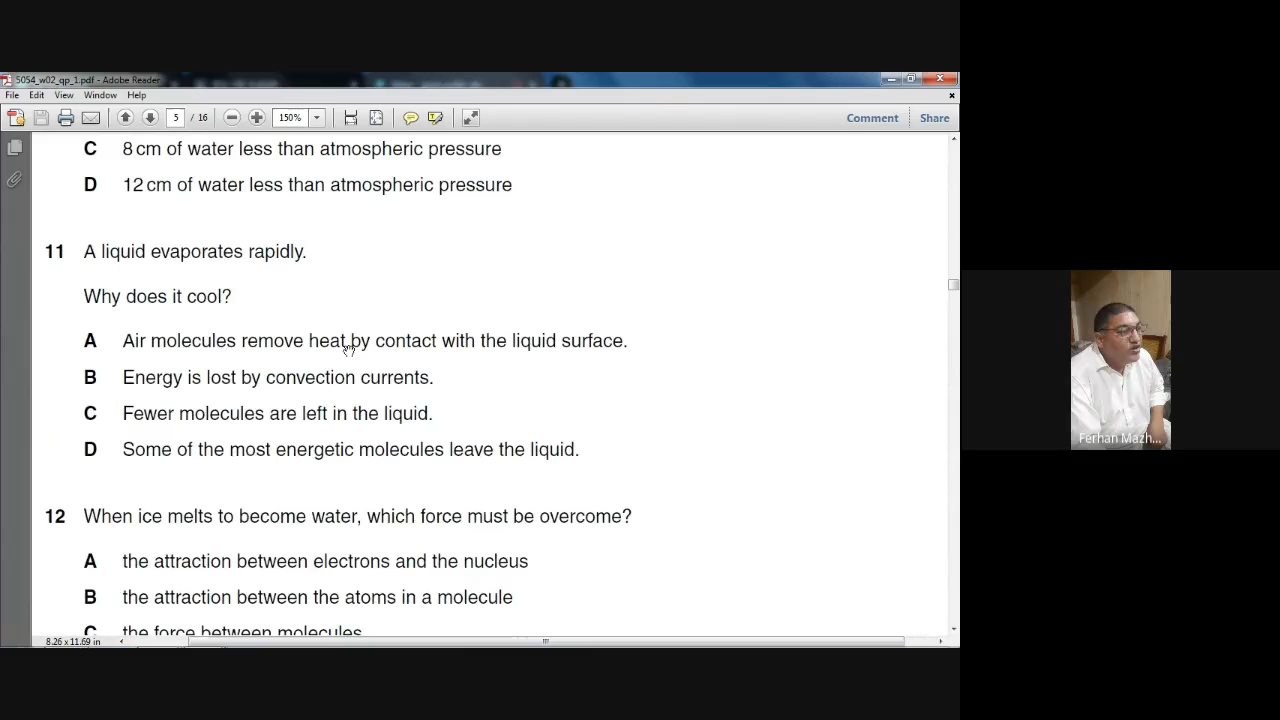 5054_w02_qp_1.pdf - Adobe Reader
File Edit View Window Help
5 / 16 150% Comment Share
C 8 cm of water less than atmospheric pressure
D 12 cm of water less than atmospheric pressure
11 A liquid evaporates rapidly.
Why does it cool?
A Air molecules remove heat by contact with the liquid surface.
B Energy is lost by convection currents.
C Fewer molecules are left in the liquid.
D Some of the most energetic molecules leave the liquid.
Ferhan Mazh...
12 When ice melts to become water, which force must be overcome?
A the attraction between electrons and the nucleus
B the attraction between the atoms in a molecule
C the force between molecules
8.26 x 11.69 in